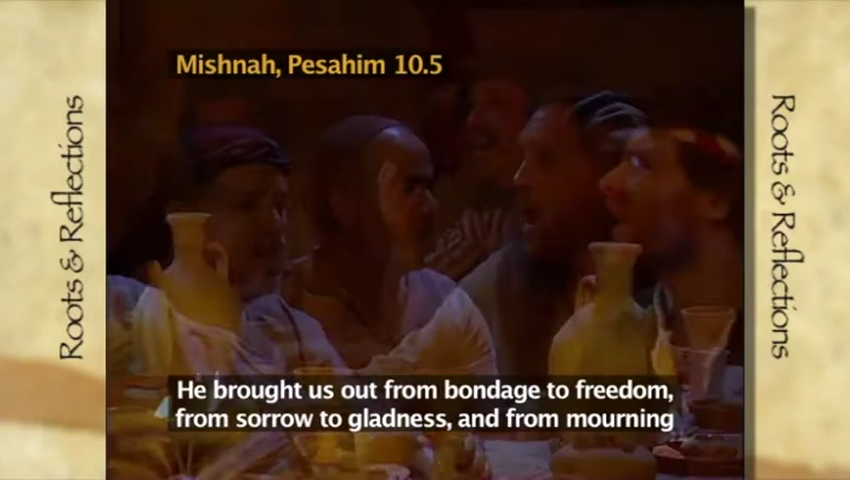 Roots & Reflections
Mishnah, Pesahim 10.5
He brought us out from bondage to freedom,
from sorrow to gladness, and from mourning
Roots & Reflections